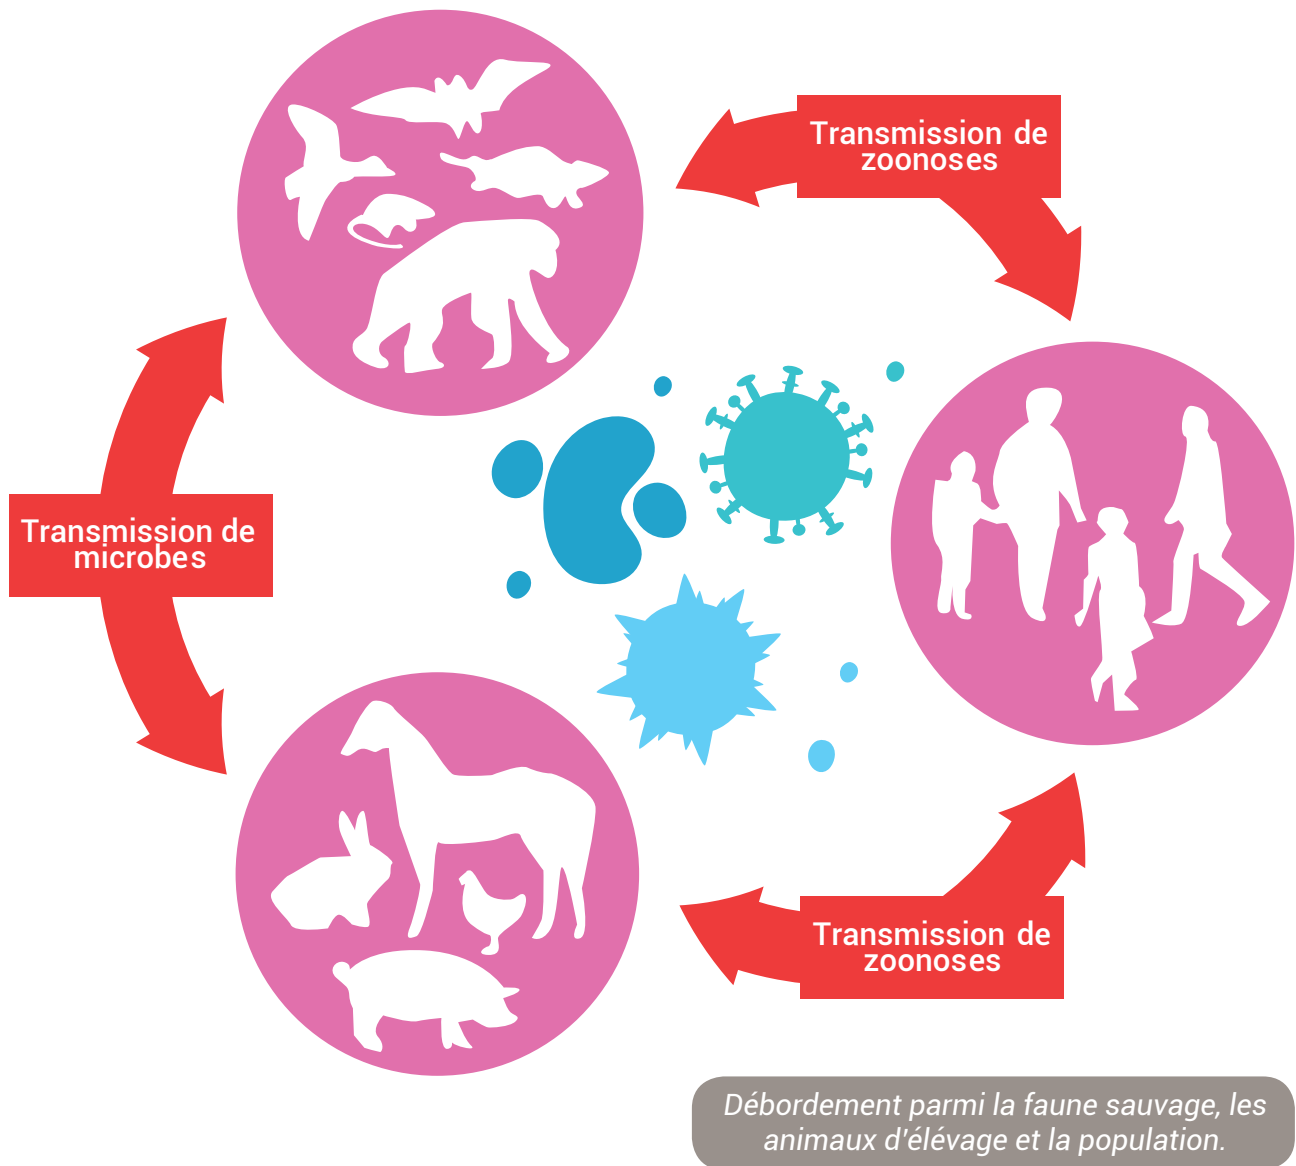 Transmission de
zoonoses
Transmission de
microbes
Transmission de
zoonoses
Débordement parmi la faune sauvage, les
animaux d'élévage et la population.